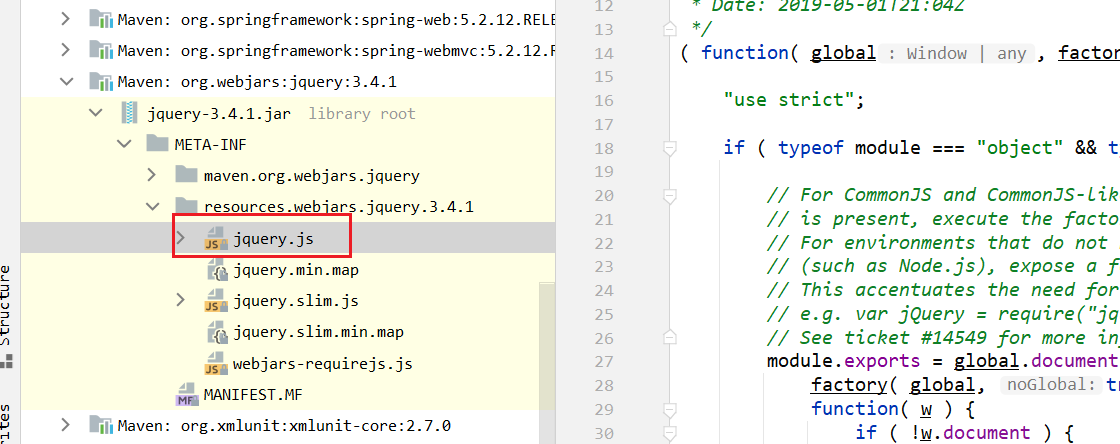 Structure
rites
Maven: org.springframework:spring-web:5.2.12.RELE
Maven: org.springframework:spring-webmvc:5.2.12.R
Maven: org.webjars:jquery:3.4.1
jquery-3.4.1.jar library root
META-INF
maven.org.webjars.jquery
resources.webjars.jquery.3.4.1
jquery.js
jquery.min.map
jquery.slim.js
jquery.slim.min.map
webjars-requirejs.js
MANIFEST.MF
Maven: org.xmlunit:xmlunit-core:2.7.0
12 * Date: 2019-05-01T21:04Z
13 */
14 ( function( global : Window | any , factor
15
16 "use strict";
17
18 if ( typeof module === "object" && t
19
20 // For CommonJS and CommonJS-lik
21 // is present, execute the facto
22 // For environments that do not
23 // (such as Node.js), expose a f
24 // This accentuates the need for
25 // e.g. var jQuery = require("jq
26 // See ticket #14549 for more in
27 module.exports = global.document
28 factory( global, noGlobal: t
29 function( w ) {
30 if ( !w.document ) {